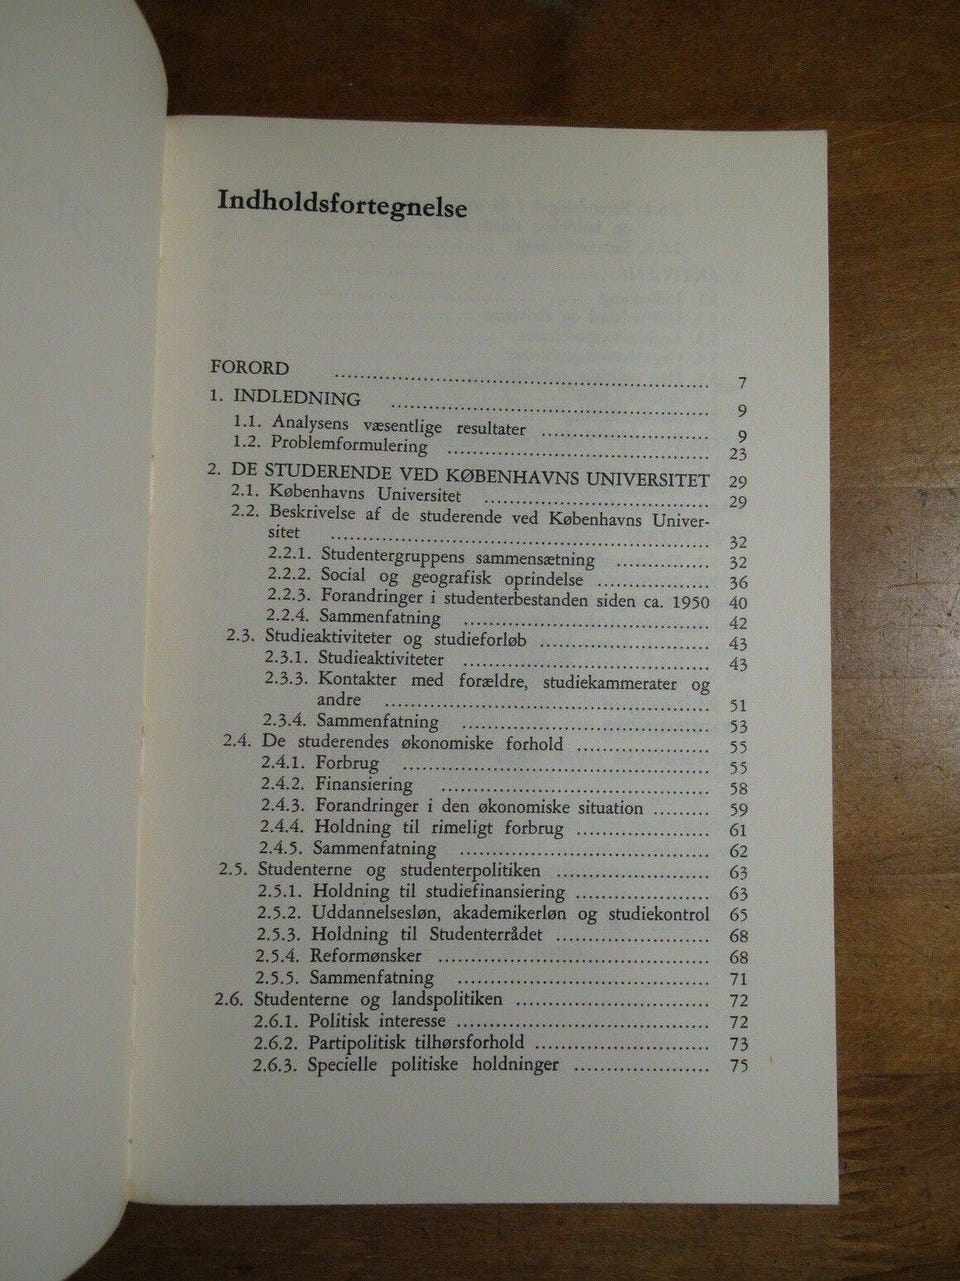 Indholdsfortegnelse
FORORD .......... 7
1. INDLEDNING .......... 9
1.1. Analysens væsentlige resultater .......... 9
1.2. Problemformulering .......... 23
2. DE STUDERENDE VED KØBENHAVNS UNIVERSITET 29
2.1. Københavns Universitet .......... 29
2.2. Beskrivelse af de studerende ved Københavns Univer-
sitet .......... 32
2.2.1. Studentergruppens sammensætning .......... 32
2.2.2. Social og geografisk oprindelse .......... 36
2.2.3. Forandringer i studenterbestanden siden ca. 1950 40
2.2.4. Sammenfatning .......... 42
2.3. Studieaktiviteter og studieforløb .......... 43
2.3.1. Studieaktiviteter .......... 43
2.3.3. Kontakter med forældre, studiekammerater og
andre .......... 51
2.3.4. Sammenfatning .......... 53
2.4. De studerendes økonomiske forhold .......... 55
2.4.1. Forbrug .......... 55
2.4.2. Finansiering .......... 58
2.4.3. Forandringer i den økonomiske situation .......... 59
2.4.4. Holdning til rimeligt forbrug .......... 61
2.4.5. Sammenfatning .......... 62
2.5. Studenterne og studenterpolitiken .......... 63
2.5.1. Holdning til studiefinansiering .......... 63
2.5.2. Uddannelsesløn, akademikerløn og studiekontrol 65
2.5.3. Holdning til Studenterrådet .......... 68
2.5.4. Reformønsker .......... 68
2.5.5. Sammenfatning .......... 71
2.6. Studenterne og landspolitiken .......... 72
2.6.1. Politisk interesse .......... 72
2.6.2. Partipolitisk tilhørsforhold .......... 73
2.6.3. Specielle politiske holdninger .......... 75